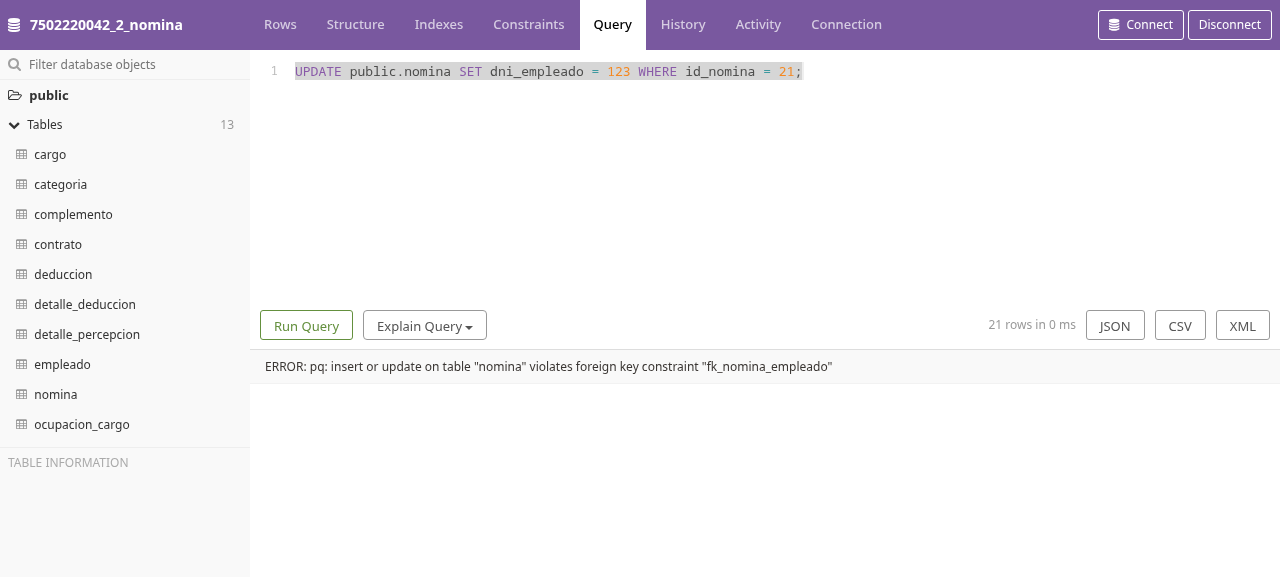 7502220042_2_nomina
Rows Structure Indexes Constraints Query History Activity Connection Connect Disconnect
Filter database objects
public
Tables 13
cargo
categoria
complemento
contrato
deduccion
detalle_deduccion
detalle_percepcion
empleado
nomina
ocupacion_cargo
TABLE INFORMATION
1 UPDATE public.nomina SET dni_empleado = 123 WHERE id_nomina = 21;
Run Query Explain Query 21 rows in 0 ms JSON CSV XML
ERROR: pq: insert or update on table "nomina" violates foreign key constraint "fk_nomina_empleado"